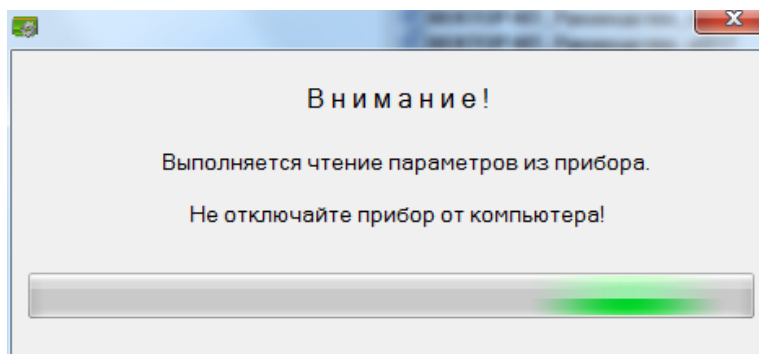 Внимание!
Выполняется чтение параметров из прибора.
Не отключайте прибор от компьютера!